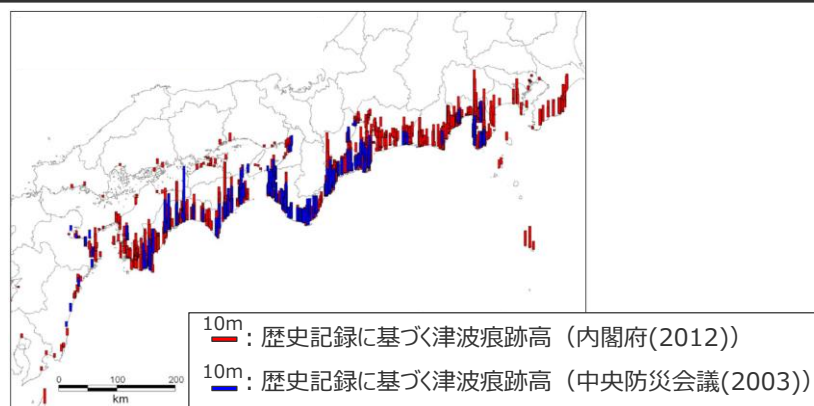 0 100 200
km
10m : 歴史記録に基づく津波痕跡高（内閣府(2012)）
10m : 歴史記録に基づく津波痕跡高（中央防災会議(2003)）